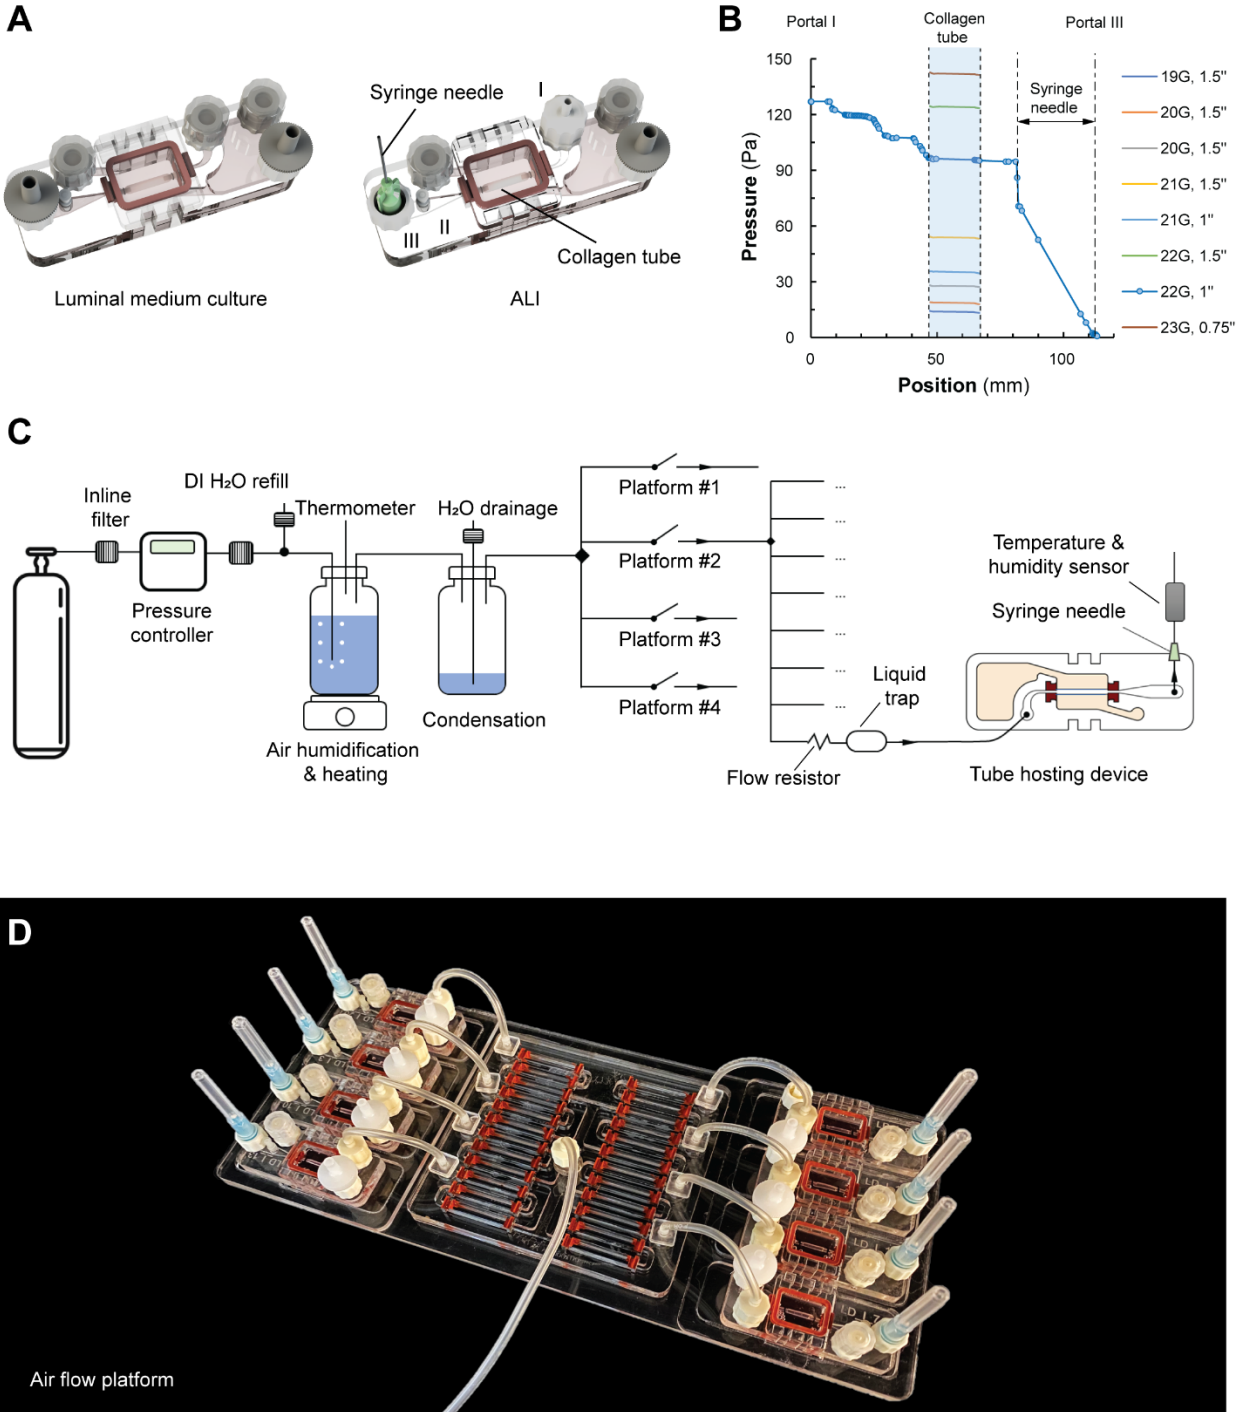 A
Syringe needle
I
II
III
Collagen tube
Luminal medium culture
ALI
B
Portal I
Collagen
tube
Portal III
Syringe
needle
Pressure (Pa)
150
120
90
60
30
0
0
50
100
Position (mm)
19G, 1.5"
20G, 1.5"
20G, 1.5"
21G, 1.5"
21G, 1"
22G, 1.5"
22G, 1"
23G, 0.75"
C
Inline
filter
DI H₂O refill
Thermometer
H₂O drainage
Pressure
controller
Air humidification
& heating
Condensation
Platform #1
Platform #2
Platform #3
Platform #4
...
...
...
...
...
...
...
Liquid
trap
Flow resistor
Temperature &
humidity sensor
Syringe needle
Tube hosting device
D
Air flow platform